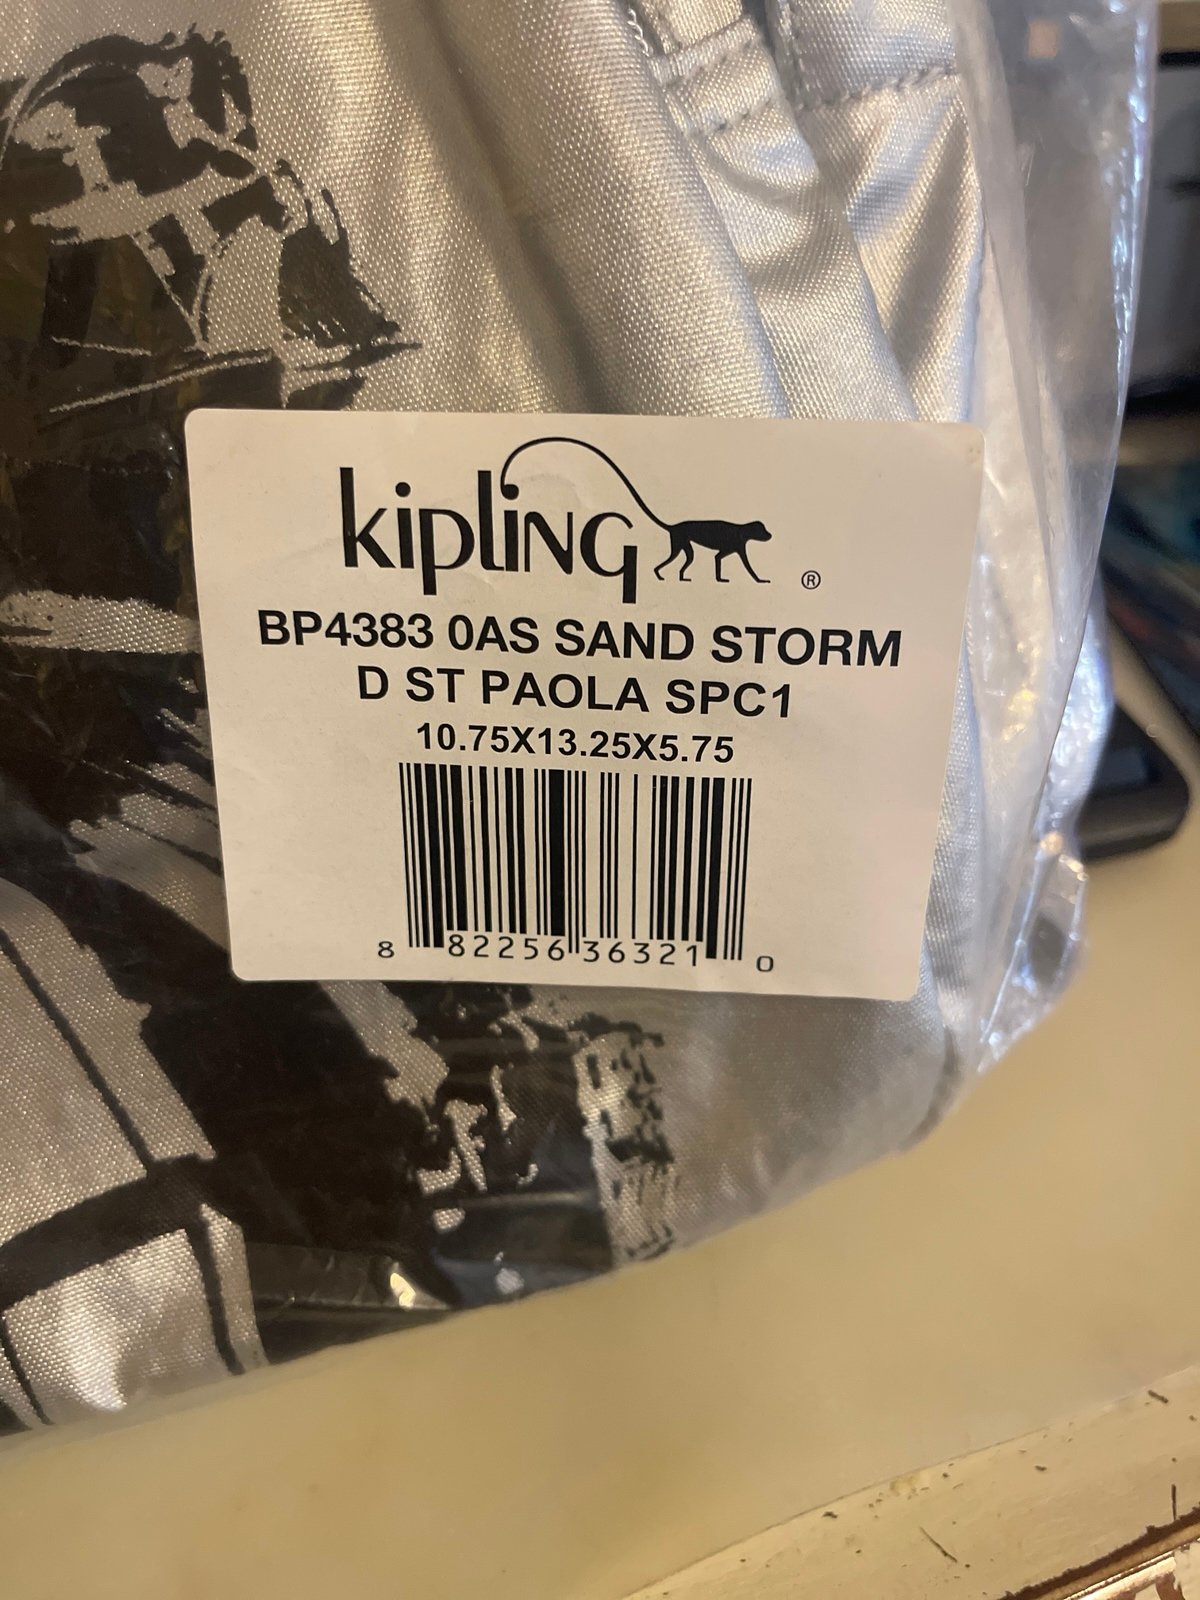 kipling ®
BP4383 0AS SAND STORM
D ST PAOLA SPC1
10.75X13.25X5.75
8 82256 36321 0